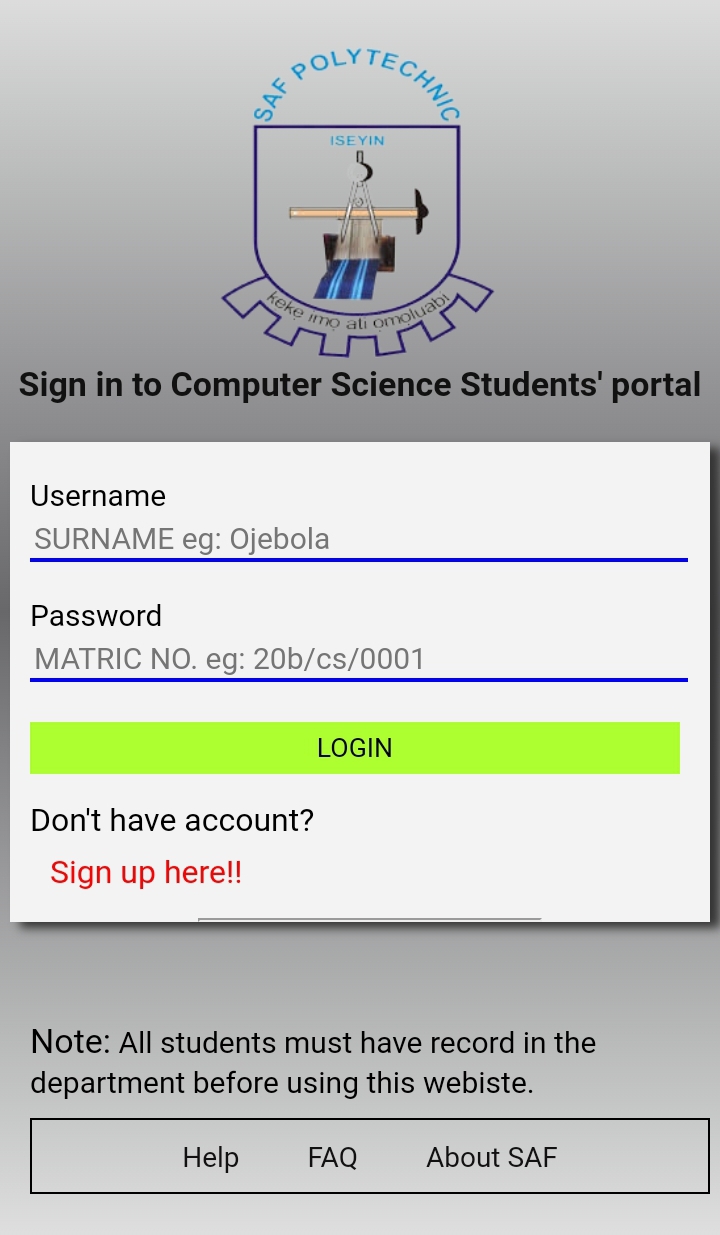 SAF POLYTECHNIC
ISEYIN
kẹkẹ imọ ati ọmọluabi
Sign in to Computer Science Students' portal
Username
SURNAME eg: Ojebola
Password
MATRIC NO. eg: 20b/cs/0001
LOGIN
Don't have account?
Sign up here!!
Note: All students must have record in the
department before using this webiste.
Help FAQ About SAF